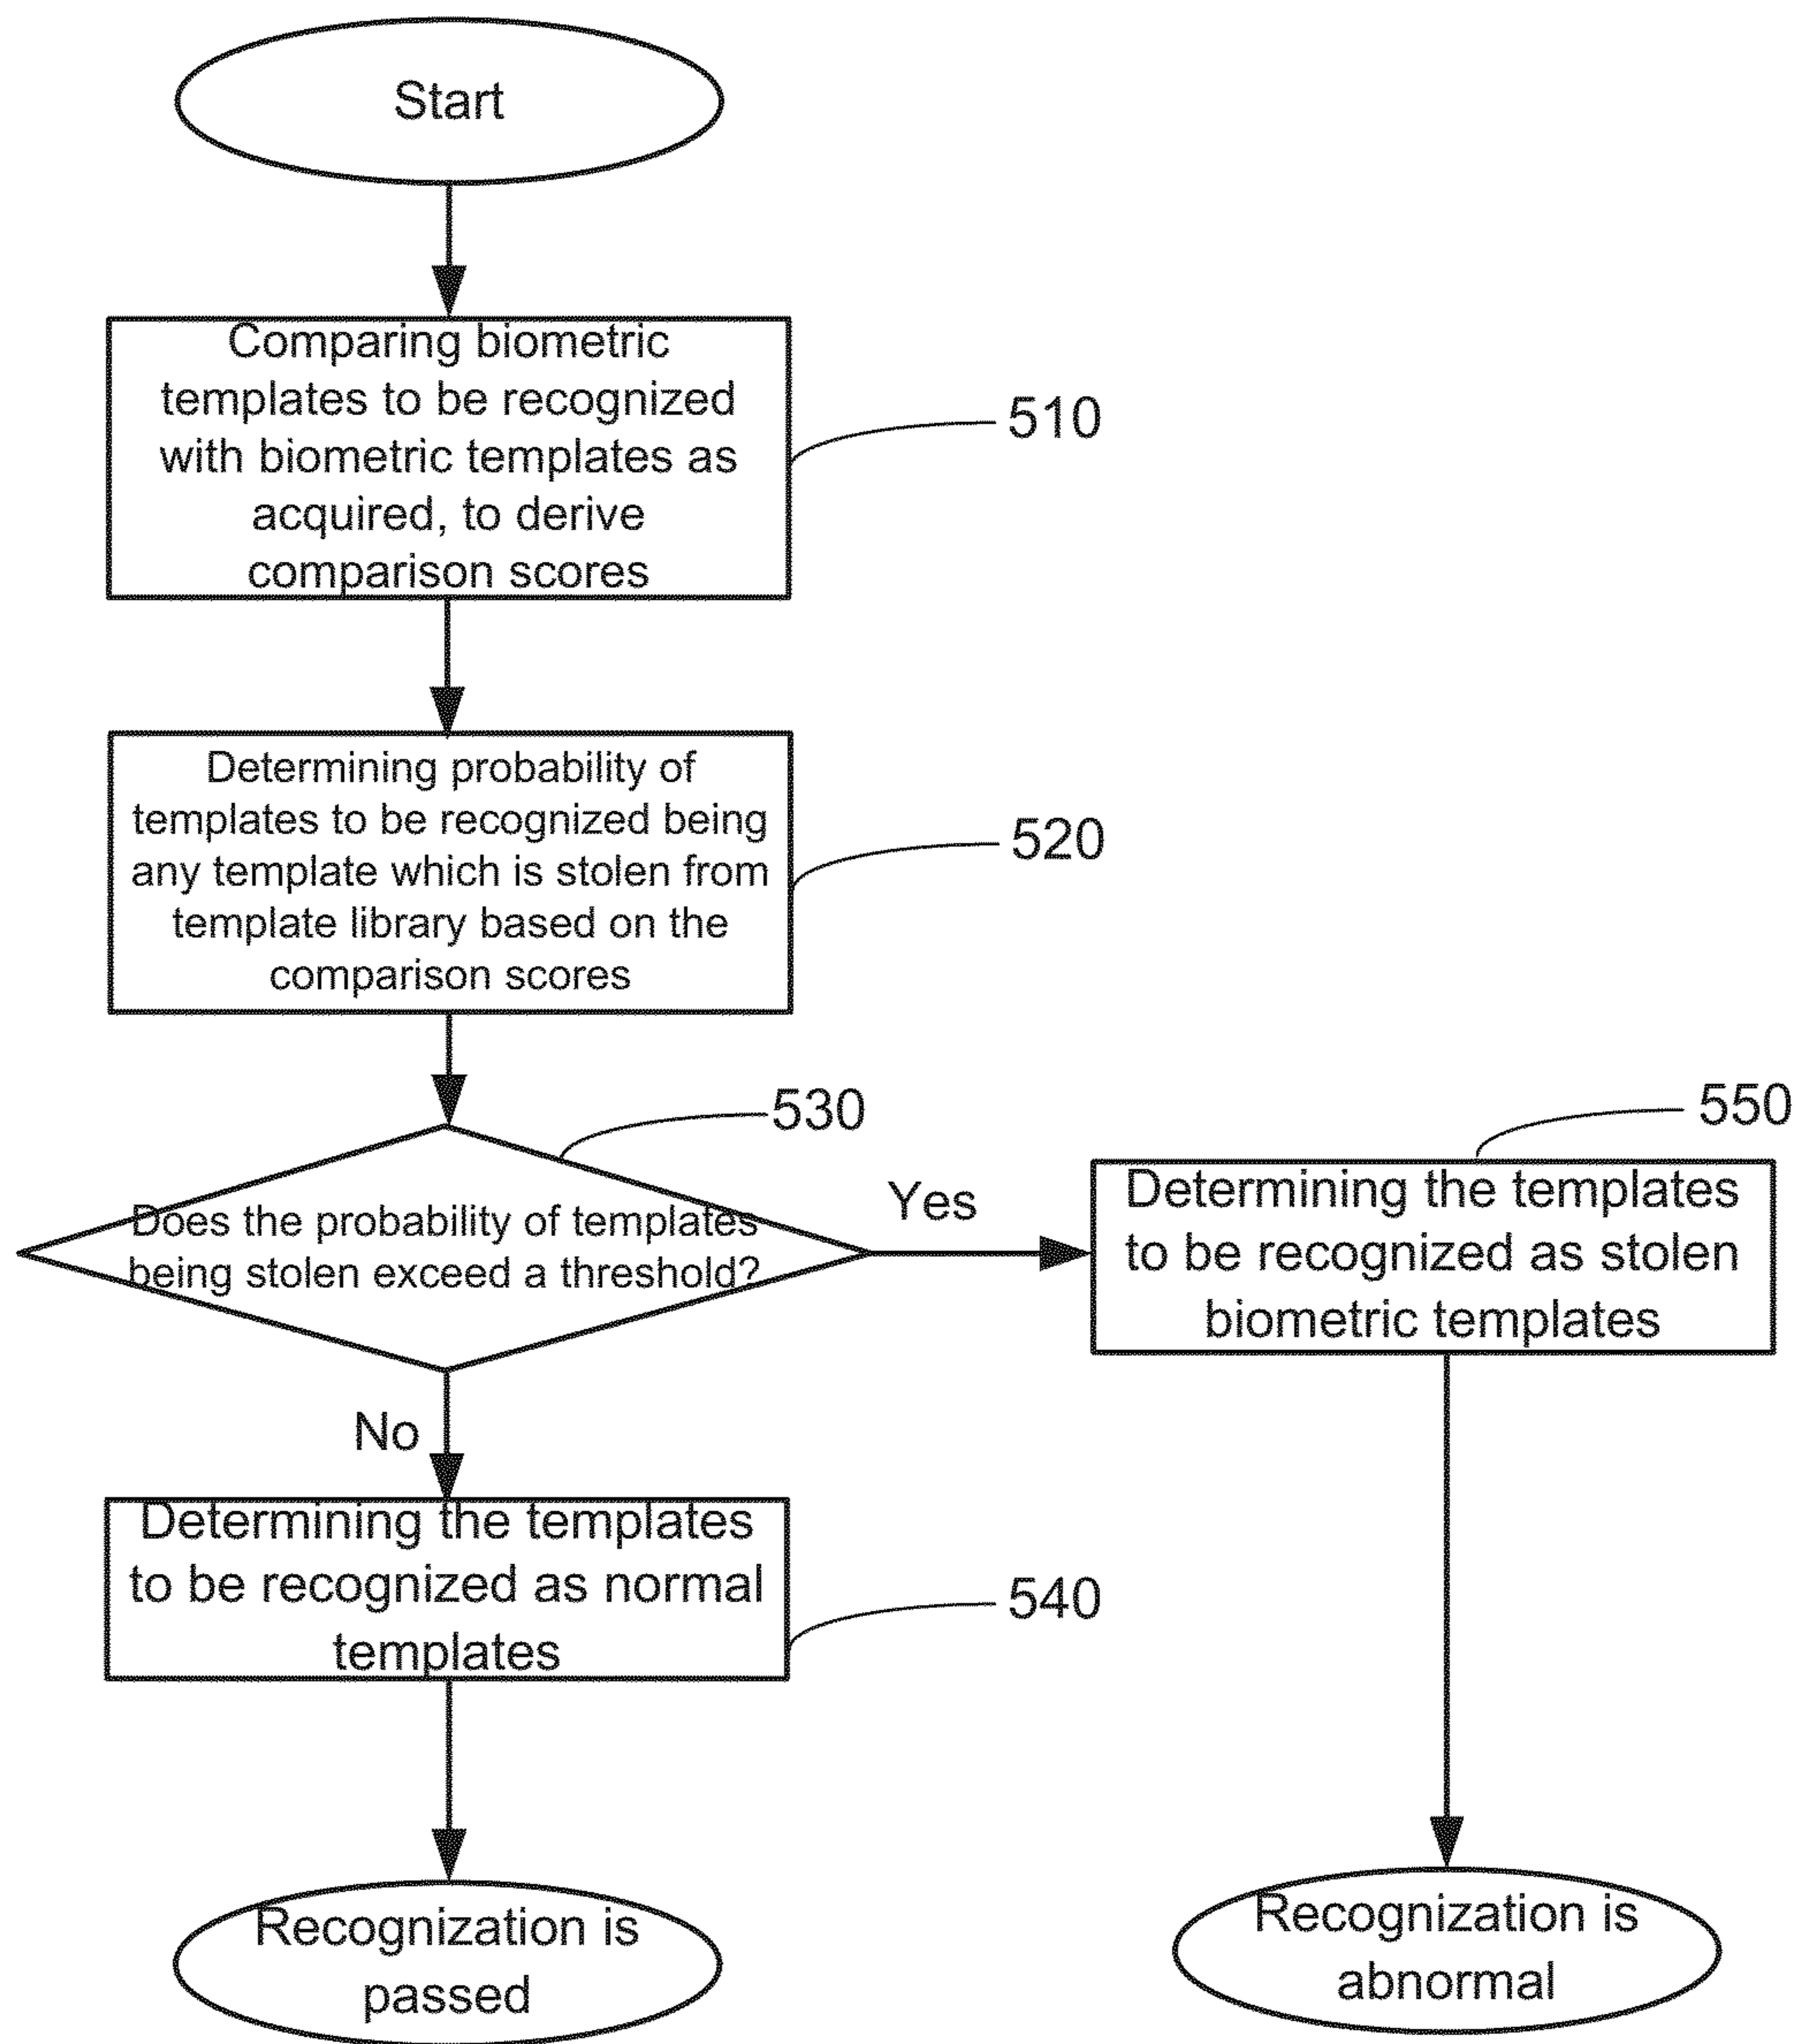 Start
Comparing biometric
templates to be recognized
with biometric templates as
acquired, to derive
comparison scores
510
Determining probability of
templates to be recognized being
any template which is stolen from
template library based on the
comparison scores
520
530
Does the probability of templates
being stolen exceed a threshold?
Yes
550
Determining the templates
to be recognized as stolen
biometric templates
No
Determining the templates
to be recognized as normal
templates
540
Recognization is
passed
Recognization is
abnormal